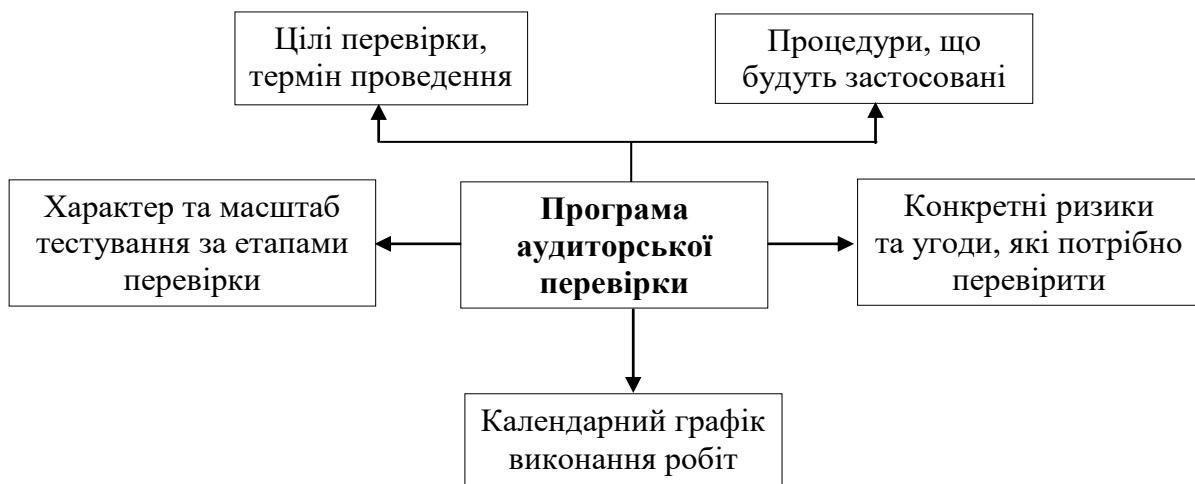 Цілі перевірки,
термін проведення
Процедури, що
будуть застосовані
Характер та масштаб
тестування за етапами
перевірки
Програма
аудиторської
перевірки
Конкретні ризики
та угоди, які потрібно
перевірити
Календарний графік
виконання робіт